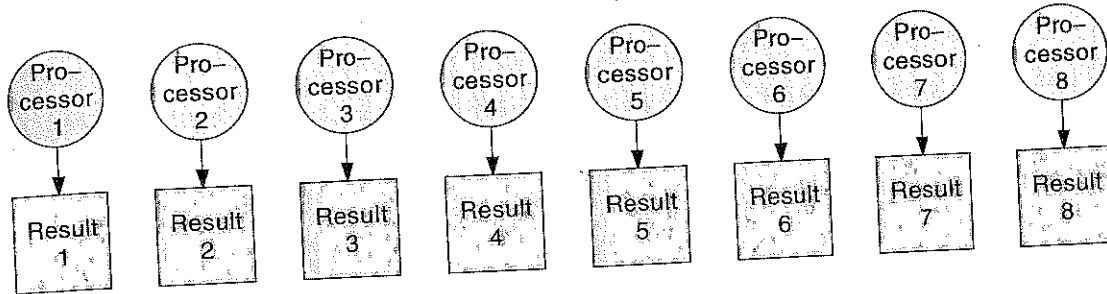 Pro–
cessor
1
Pro–
cessor
2
Pro–
cessor
3
Pro–
cessor
4
Pro–
cessor
5
Pro–
cessor
6
Pro–
cessor
7
Pro–
cessor
8
Result
1
Result
2
Result
3
Result
4
Result
5
Result
6
Result
7
Result
8